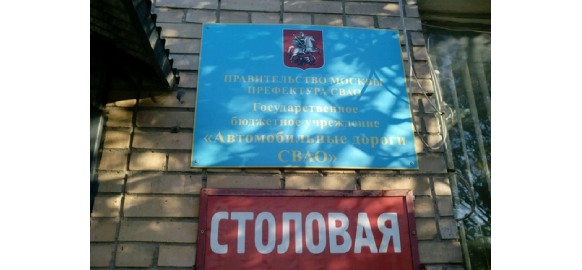 ПРАВИТЕЛЬСТВО МОСКВЫ
ПРЕФЕКТУРА СВАО
Государственное
бюджетное учреждение
«Автомобильные дороги
СВАО»
СТОЛОВАЯ